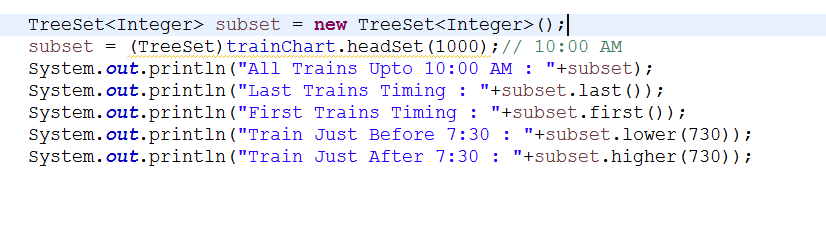 TreeSet<Integer> subset = new TreeSet<Integer>();
subset = (TreeSet)trainChart.headSet(1000);// 10:00 AM
System.out.println("All Trains Upto 10:00 AM : "+subset);
System.out.println("Last Trains Timing : "+subset.last());
System.out.println("First Trains Timing : "+subset.first());
System.out.println("Train Just Before 7:30 : "+subset.lower(730));
System.out.println("Train Just After 7:30 : "+subset.higher(730));